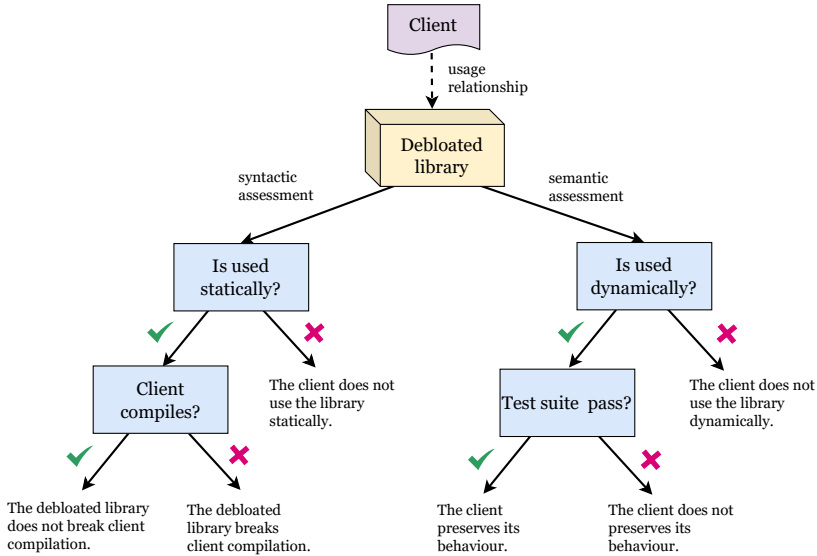 Client
usage
relationship
Debloated
library
syntactic
assessment
semantic
assessment
Is used
statically?
Is used
dynamically?
Client
compiles?
The client does not
use the library
statically.
Test suite pass?
The client does not
use the library
dynamically.
The debloated library
does not break client
compilation.
The debloated
library breaks
client compilation.
The client
preserves its
behaviour.
The client does not
preserves its
behaviour.